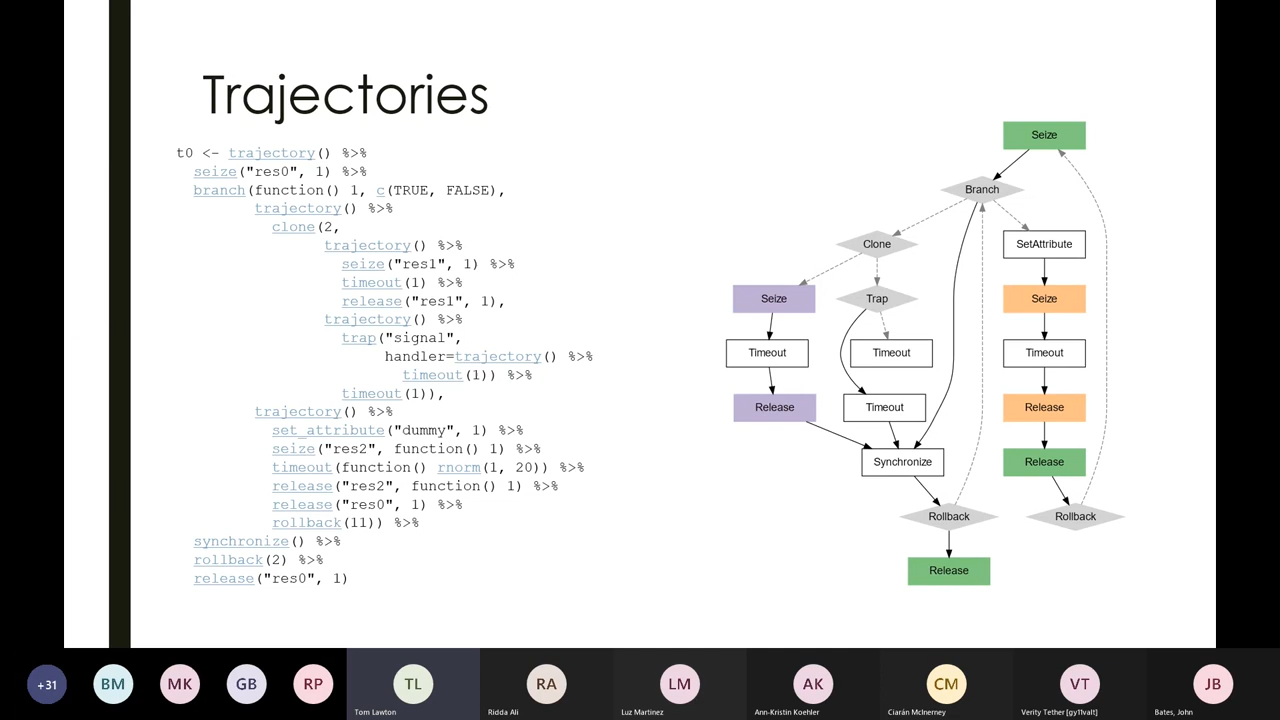 Trajectories
t0 <- trajectory() %>%
seize("res0", 1) %>%
branch(function() 1, c(TRUE, FALSE),
trajectory() %>%
clone(2,
trajectory() %>%
seize("res1", 1) %>%
timeout(1) %>%
release("res1", 1),
trajectory() %>%
trap("signal",
handler=trajectory() %>%
timeout(1)) %>%
timeout(1)),
trajectory() %>%
set_attribute("dummy", 1) %>%
seize("res2", function() 1) %>%
timeout(function() rnorm(1, 20)) %>%
release("res2", function() 1) %>%
release("res0", 1) %>%
rollback(11)) %>%
synchronize() %>%
rollback(2) %>%
release("res0", 1)
Seize
Branch
Clone
SetAttribute
Seize
Trap
Seize
Timeout
Timeout
Timeout
Release
Timeout
Release
Synchronize
Release
Rollback
Rollback
Release
+31
BM
MK
GB
RP
TL
RA
LM
AK
CM
VT
JB
Tom Lawton
Ridda Ali
Luz Martinez
Ann-Kristin Koehler
Ciarán McInerney
Verity Tether [gy11valt]
Bates, John